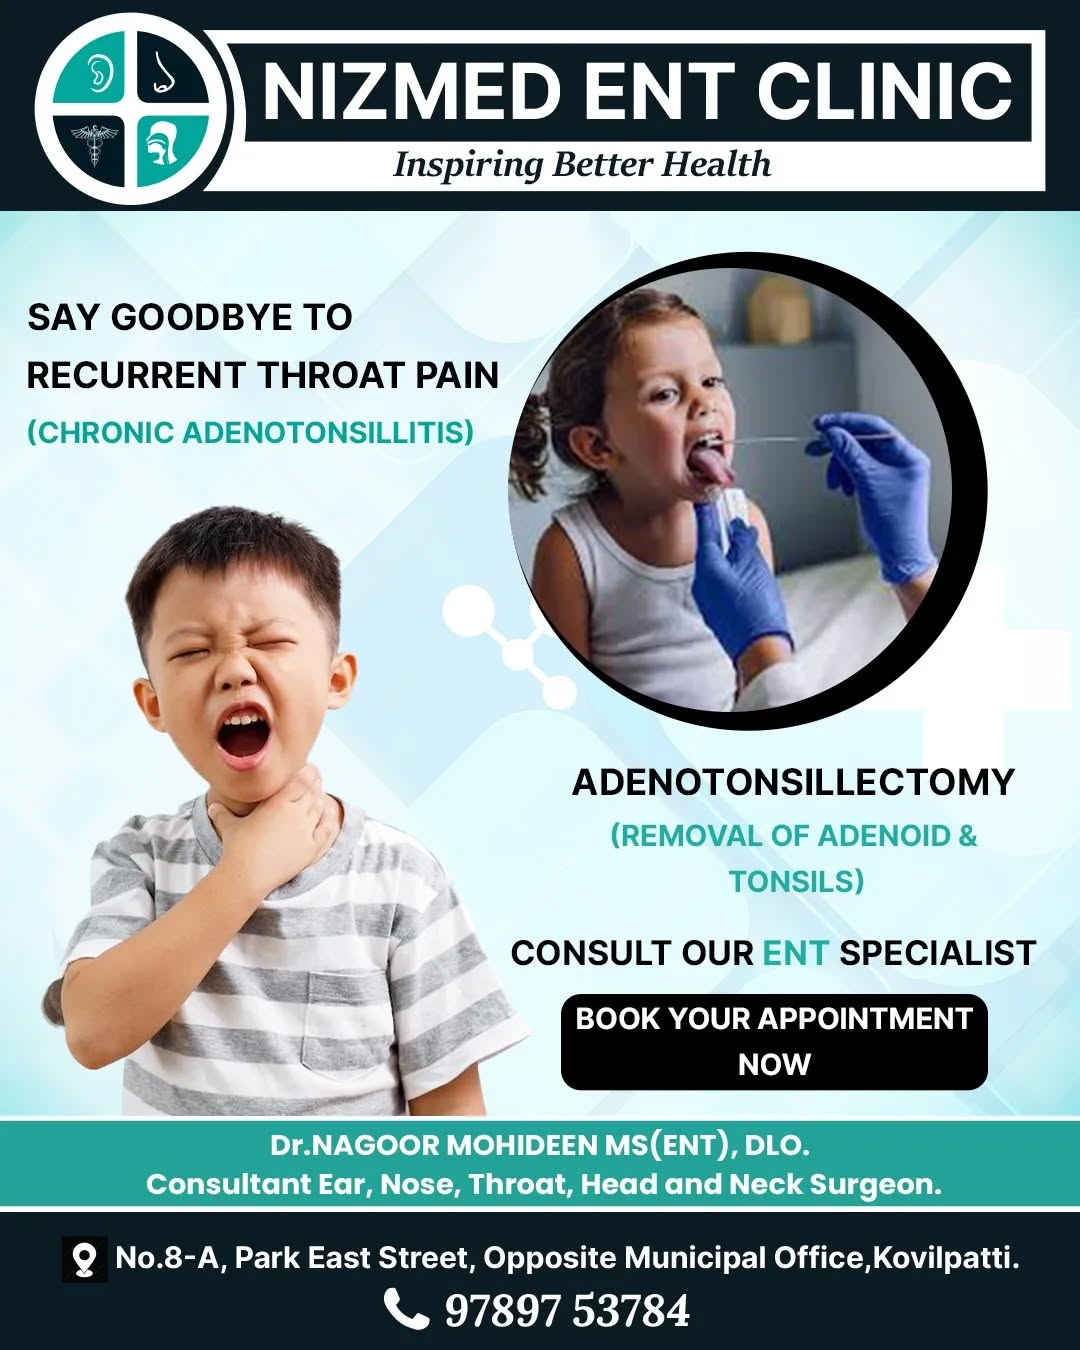 NIZMED ENT CLINIC
Inspiring Better Health
SAY GOODBYE TO
RECURRENT THROAT PAIN
(CHRONIC ADENOTONSILLITIS)
ADENOTONSILLECTOMY
(REMOVAL OF ADENOID &
TONSILS)
CONSULT OUR ENT SPECIALIST
BOOK YOUR APPOINTMENT
NOW
Dr.NAGOOR MOHIDEEN MS(ENT), DLO.
Consultant Ear, Nose, Throat, Head and Neck Surgeon.
No.8-A, Park East Street, Opposite Municipal Office,Kovilpatti.
97897 53784